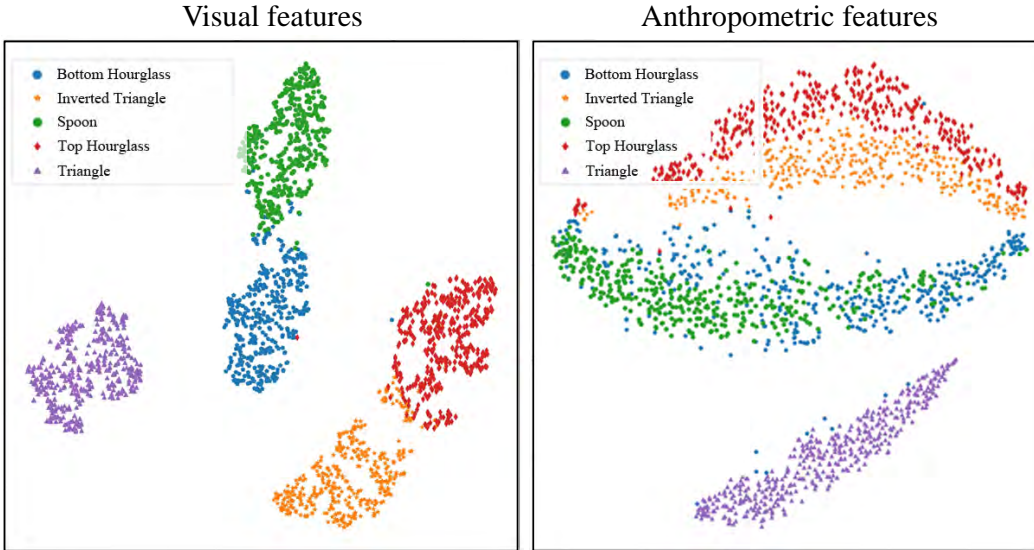 Visual features
Bottom Hourglass
Inverted Triangle
Spoon
Top Hourglass
Triangle
Anthropometric features
Bottom Hourglass
Inverted Triangle
Spoon
Top Hourglass
Triangle